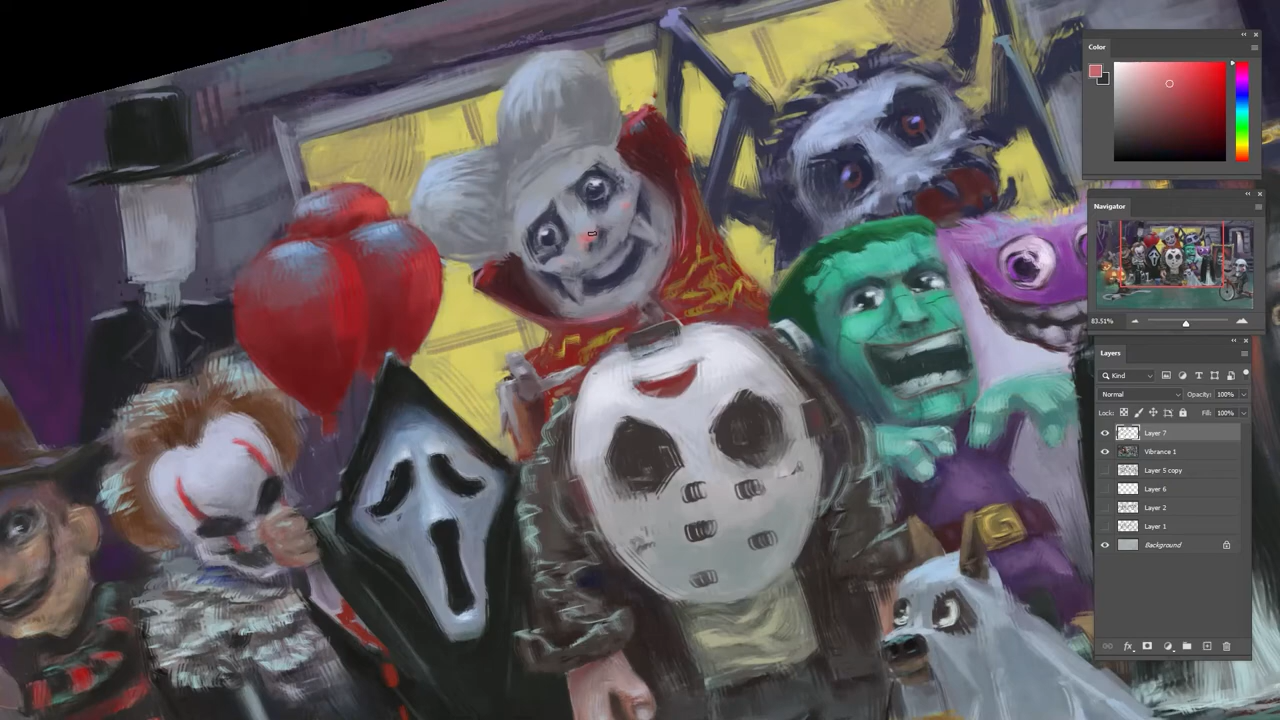 Color
Navigator
83.51%
Layers
Kind
Normal
Opacity: 100%
Lock:
Fill: 100%
Layer 7
Vibrance 1
Layer 5 copy
Layer 6
Layer 2
Layer 1
Background
fx